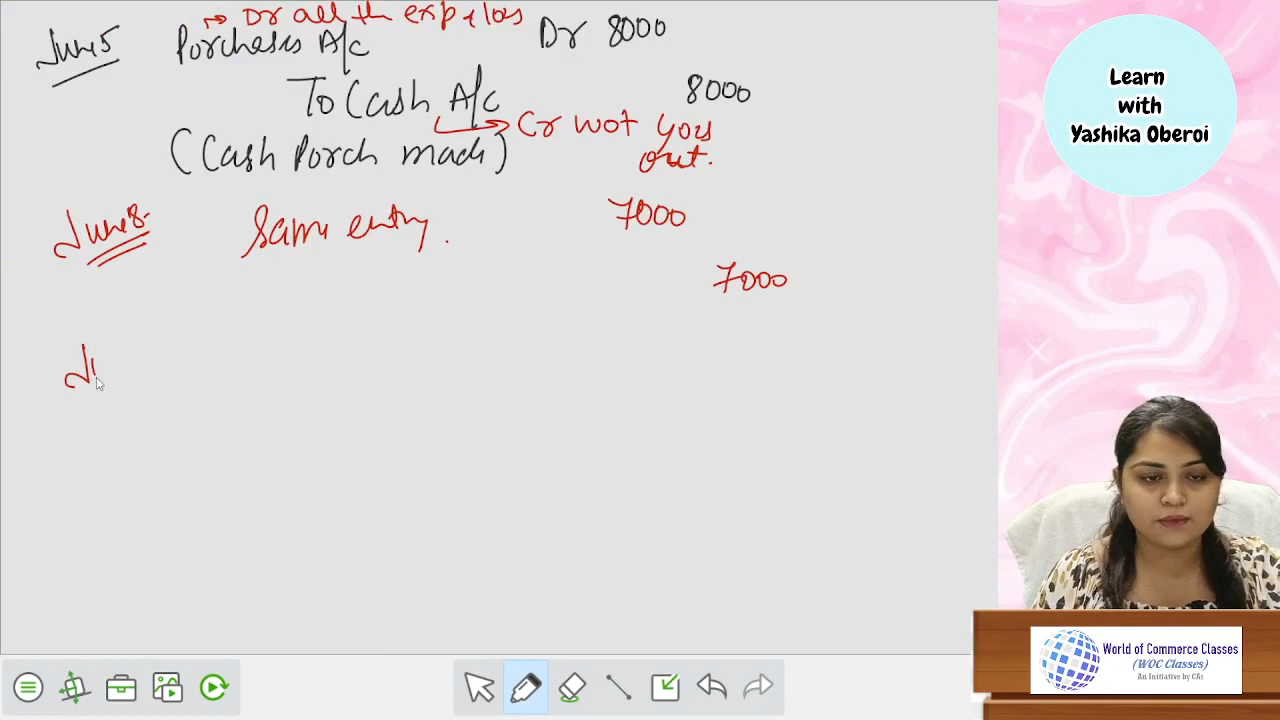 → Dr all the exp & loss
June 5 Purchases A/c Dr 8000
To Cash A/c 8000
→ Cr wot goes
out.
(Cash Purch made)
June 8 Same entry. 7000
7000
Learn
with
Yashika Oberoi
World of Commerce Classes
(WOC Classes)
An Initiative by CAs